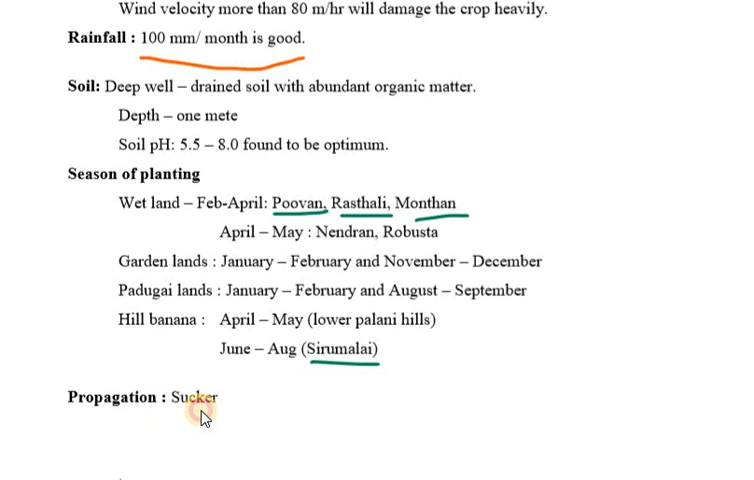 Wind velocity more than 80 m/hr will damage the crop heavily.
Rainfall : 100 mm/ month is good.
Soil: Deep well – drained soil with abundant organic matter.
Depth – one mete
Soil pH: 5.5 – 8.0 found to be optimum.
Season of planting
Wet land – Feb-April: Poovan, Rasthali, Monthan
April – May : Nendran, Robusta
Garden lands : January – February and November – December
Padugai lands : January – February and August – September
Hill banana : April – May (lower palani hills)
June – Aug (Sirumalai)
Propagation : Sucker